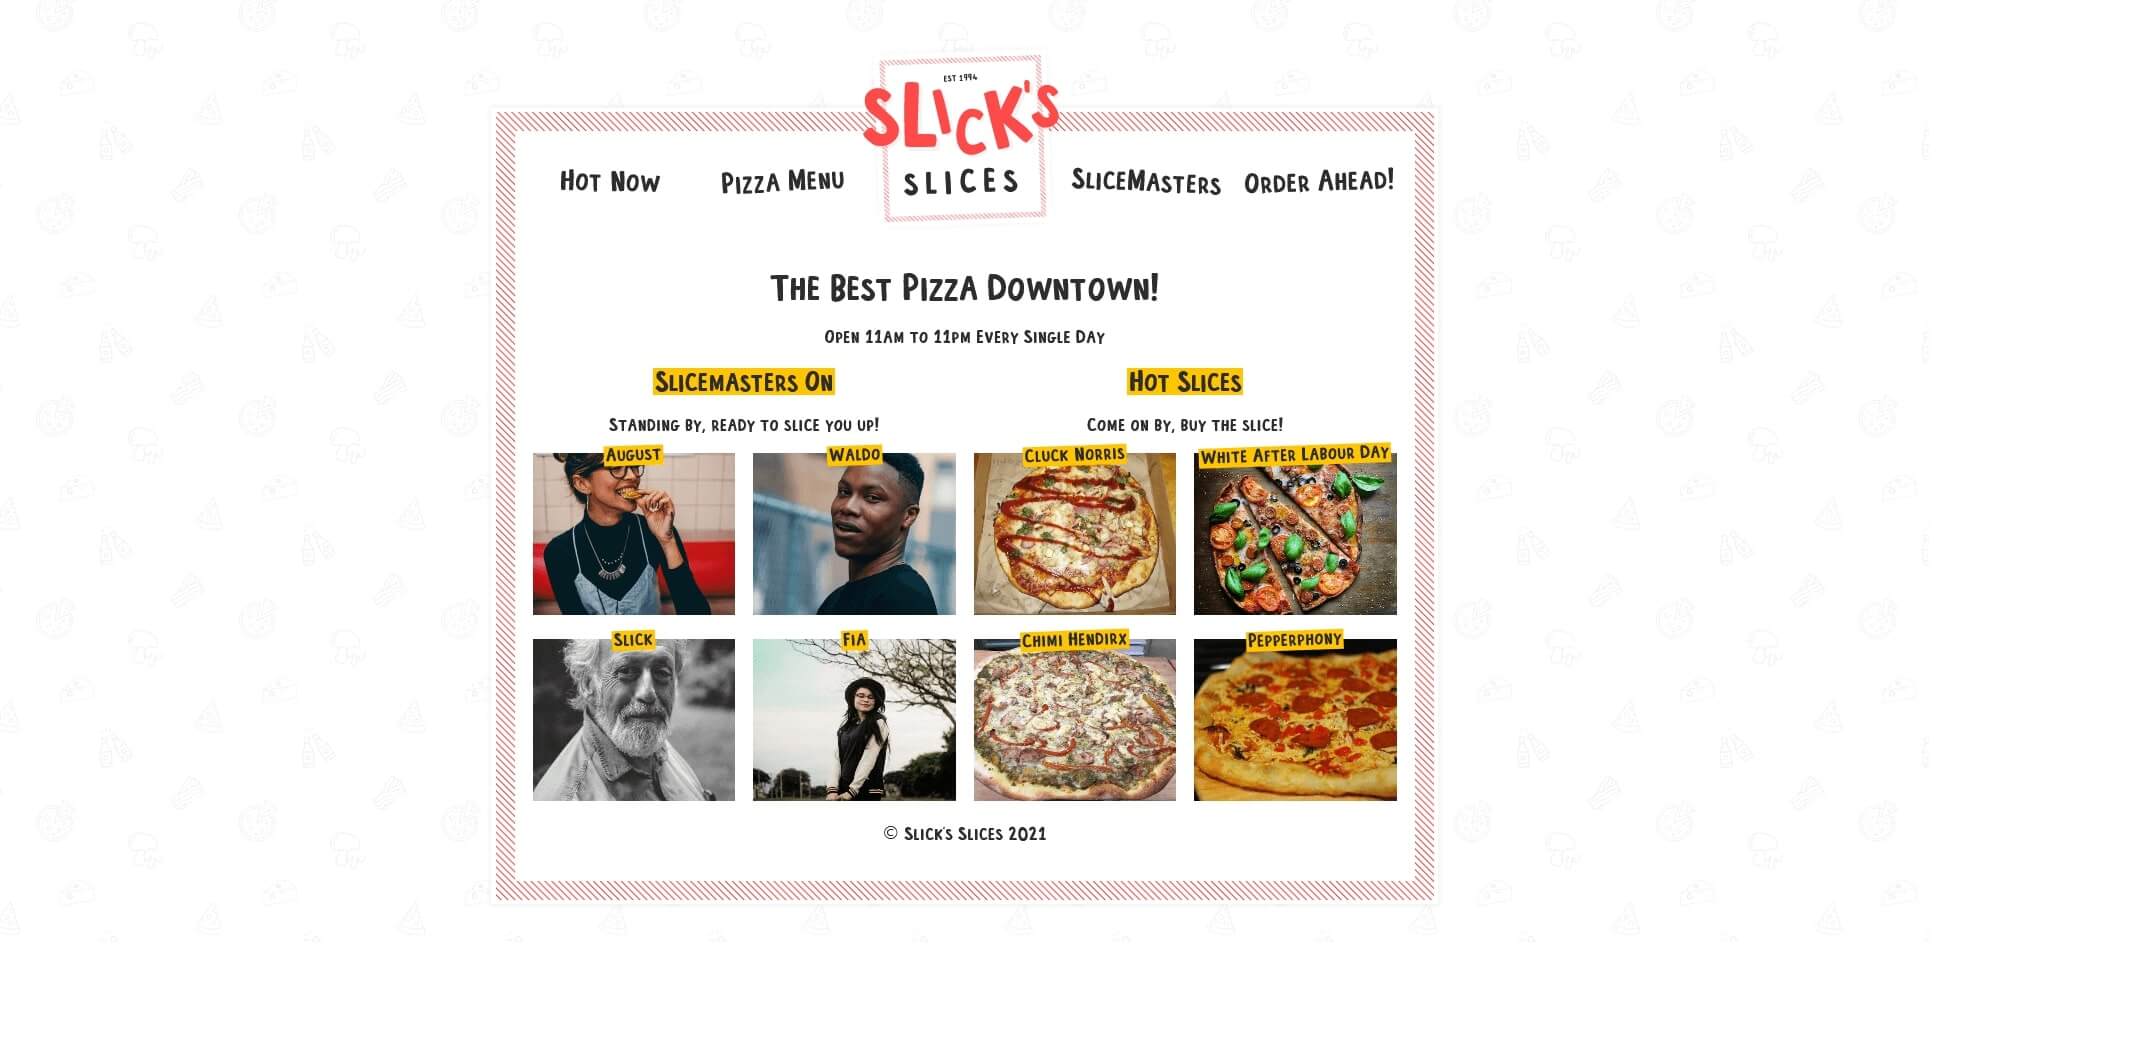 EST 1994
SLICK'S
SLICES
Hot Now
Pizza Menu
SliceMasters
Order Ahead!
The Best Pizza Downtown!
Open 11am to 11pm Every Single Day
Slicemasters On
Standing by, ready to slice you up!
August
Waldo
Slick
Fia
Hot Slices
Come on by, buy the slice!
Cluck Norris
White After Labour Day
Chimi Hendirx
Pepperphony
© Slick's Slices 2021